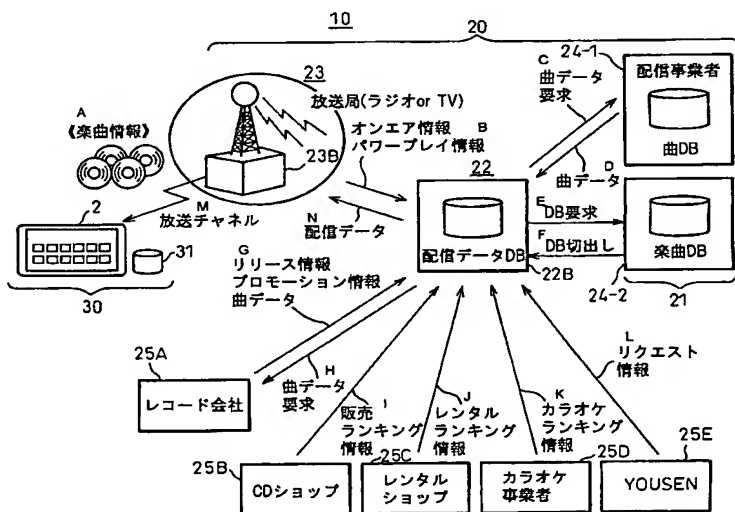 10
20
23
放送局(ラジオor TV)
23B
A
《楽曲情報》
2
31
30
M
放送チャネル
B
オンエア情報
パワープレイ情報
N
配信データ
22
配信データDB
22B
C
曲データ
要求
D
曲データ
24-1
配信事業者
曲DB
E
DB要求
F
DB切出し
楽曲DB
24-2
21
G
リリース情報
プロモーション情報
曲データ
H
曲データ
要求
25A
レコード会社
I
販売
ランキング
情報
J
レンタル
ランキング
情報
K
カラオケ
ランキング
情報
L
リクエスト
情報
25B
CDショップ
25C
レンタル
ショップ
25D
カラオケ
事業者
25E
YOUSEN